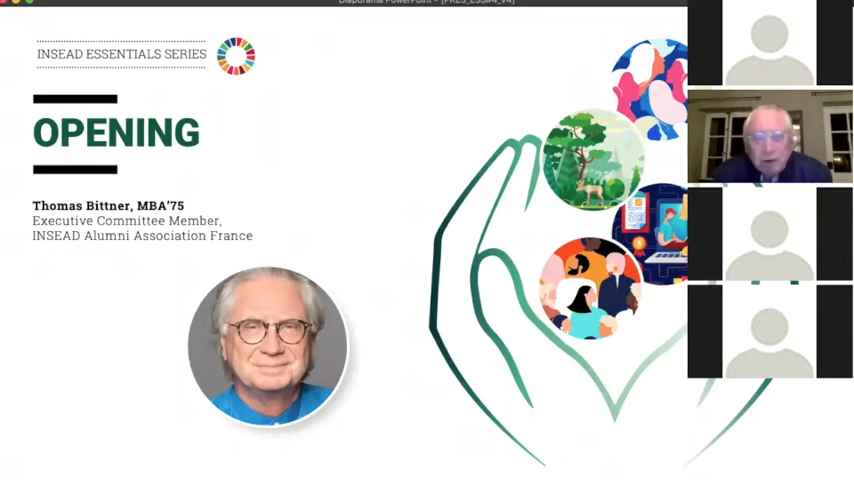 INSEAD ESSENTIALS SERIES
OPENING
Thomas Bittner, MBA'75
Executive Committee Member,
INSEAD Alumni Association France